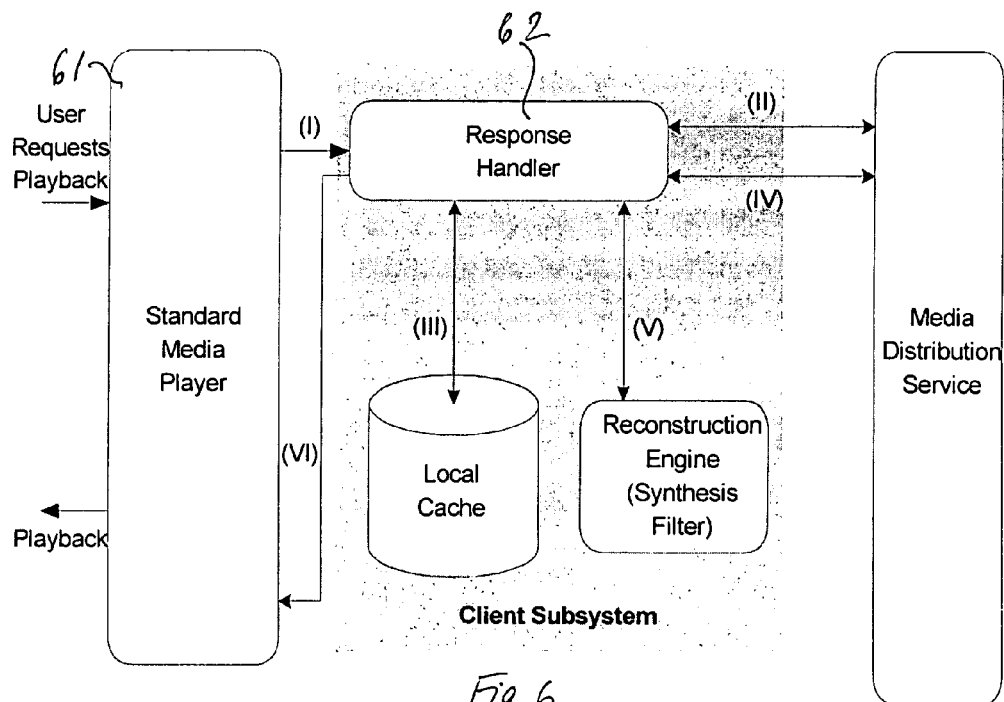 61
62
User
Requests
Playback
(I)
Response
Handler
(II)
(IV)
Standard
Media
Player
(III)
(V)
Media
Distribution
Service
(VI)
Local
Cache
Reconstruction
Engine
(Synthesis
Filter)
Playback
Client Subsystem
Fig 6